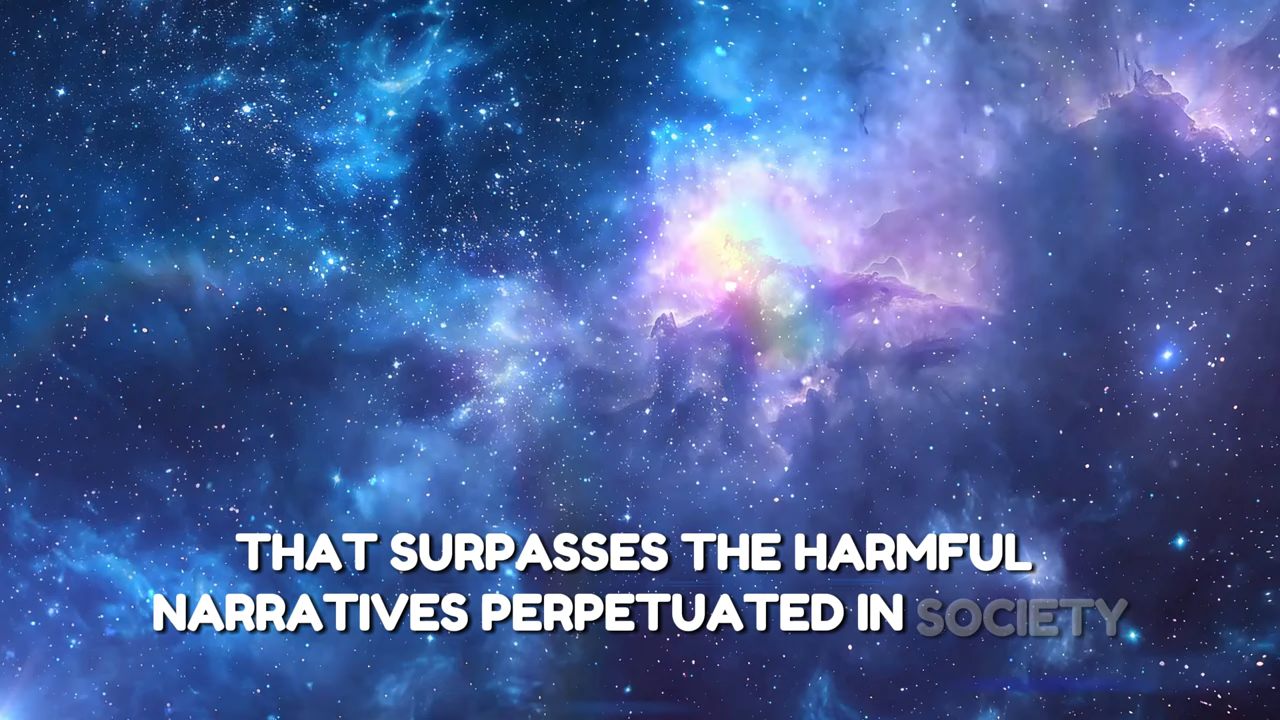 THAT SURPASSES THE HARMFUL
NARRATIVES PERPETUATED IN SOCIETY